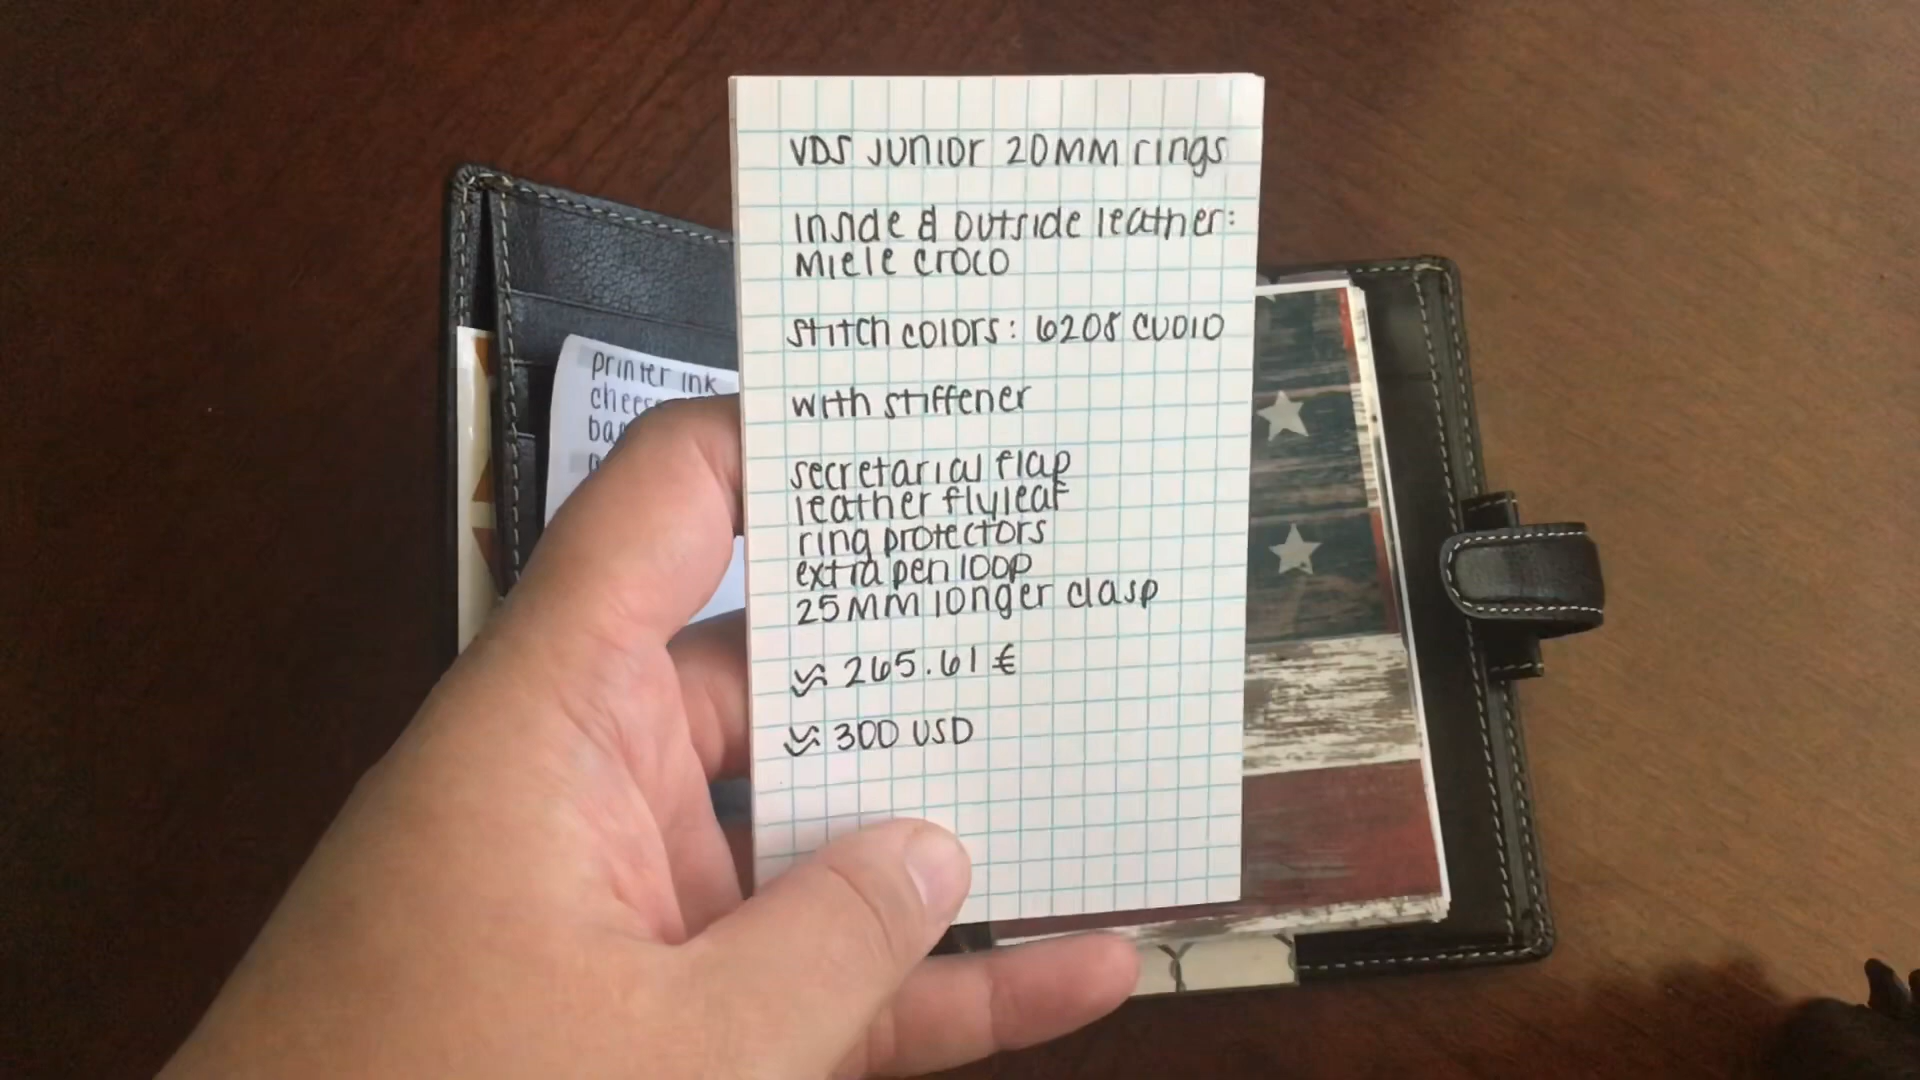 VDS JUNIOR 20MM rings
inside & outside leather:
Miele croco
stitch colors: 6208 cuoio
with stiffener
secretarial flap
leather flyleaf
ring protectors
extra pen loop
25MM longer clasp
≈ 265.61 €
≈ 300 USD
printer ink